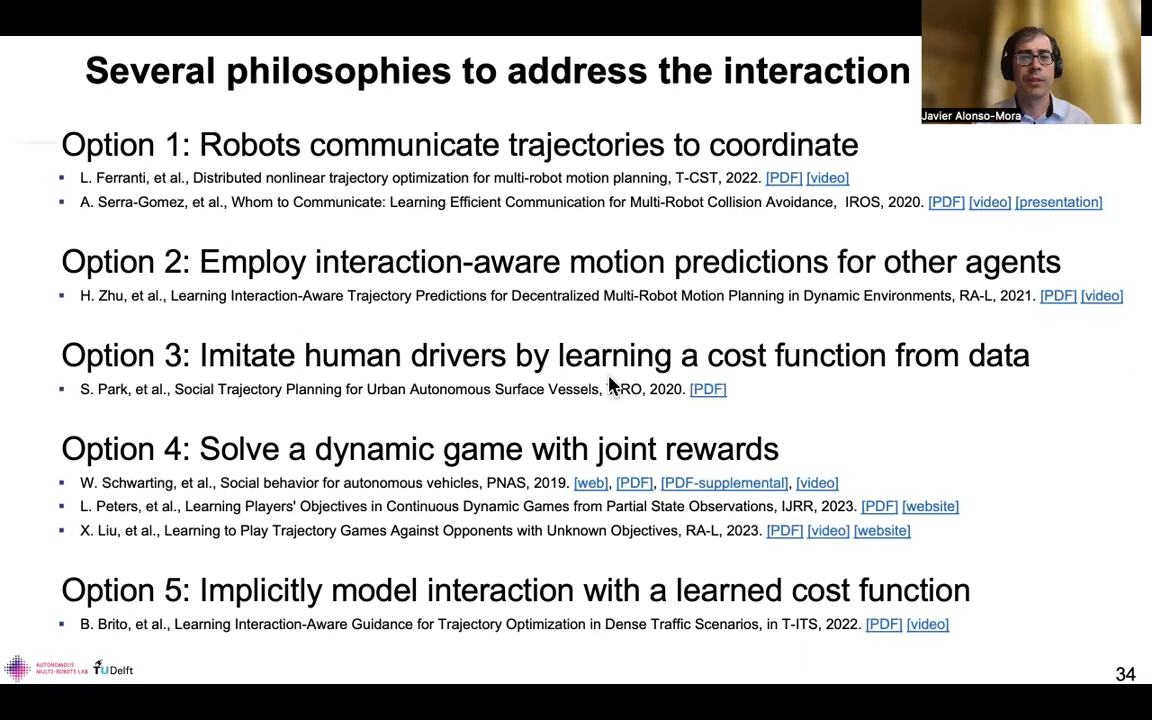 Several philosophies to address the interaction
Javier Alonso-Mora
Option 1: Robots communicate trajectories to coordinate
▪ L. Ferranti, et al., Distributed nonlinear trajectory optimization for multi-robot motion planning, T-CST, 2022. [PDF] [video]
▪ A. Serra-Gomez, et al., Whom to Communicate: Learning Efficient Communication for Multi-Robot Collision Avoidance, IROS, 2020. [PDF] [video] [presentation]
Option 2: Employ interaction-aware motion predictions for other agents
▪ H. Zhu, et al., Learning Interaction-Aware Trajectory Predictions for Decentralized Multi-Robot Motion Planning in Dynamic Environments, RA-L, 2021. [PDF] [video]
Option 3: Imitate human drivers by learning a cost function from data
▪ S. Park, et al., Social Trajectory Planning for Urban Autonomous Surface Vessels, 2020. [PDF]
Option 4: Solve a dynamic game with joint rewards
▪ W. Schwarting, et al., Social behavior for autonomous vehicles, PNAS, 2019. [web], [PDF], [PDF-supplemental], [video]
▪ L. Peters, et al., Learning Players' Objectives in Continuous Dynamic Games from Partial State Observations, IJRR, 2023. [PDF] [website]
▪ X. Liu, et al., Learning to Play Trajectory Games Against Opponents with Unknown Objectives, RA-L, 2023. [PDF] [video] [website]
Option 5: Implicitly model interaction with a learned cost function
▪ B. Brito, et al., Learning Interaction-Aware Guidance for Trajectory Optimization in Dense Traffic Scenarios, in T-ITS, 2022. [PDF] [video]
AUTONOMOUS
MULTI-ROBOTS LAB
TUDelft
34